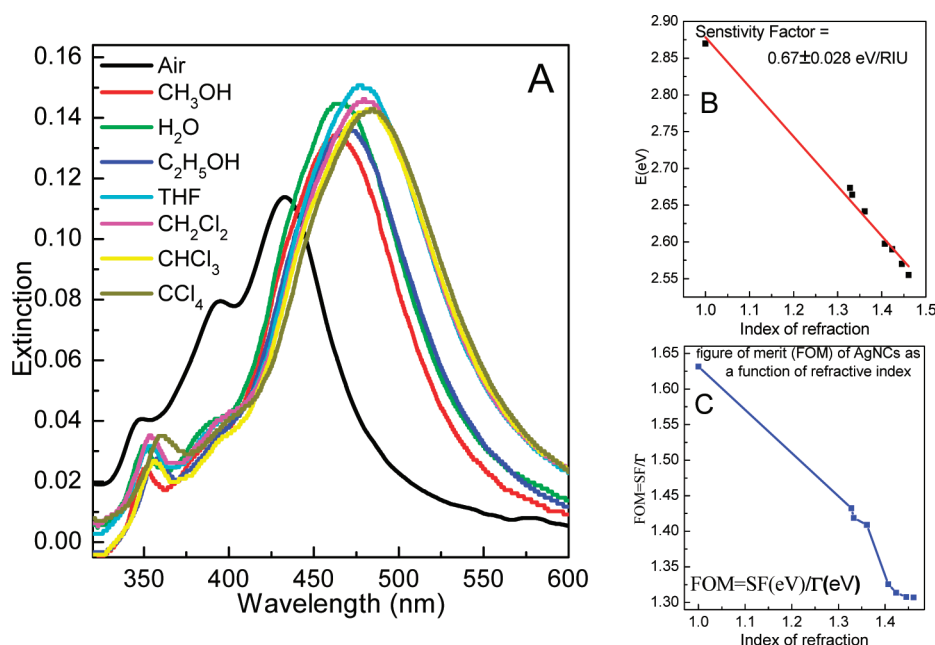 A
Air
CH₃OH
H₂O
C₂H₅OH
THF
CH₂Cl₂
CHCl₃
CCl₄
0.16
0.14
0.12
0.10
0.08
0.06
0.04
0.02
0.00
Extinction
350 400 450 500 550 600
Wavelength (nm)
B
Senstivity Factor =
0.67±0.028 eV/RIU
2.90
2.85
2.80
2.75
2.70
2.65
2.60
2.55
E(eV)
1.0 1.1 1.2 1.3 1.4 1.5
Index of refraction
C
figure of merit (FOM) of AgNCs as
a function of refractive index
1.65
1.60
1.55
1.50
1.45
1.40
1.35
1.30
FOM=SF/Γ
FOM=SF(eV)/Γ(eV)
1.0 1.1 1.2 1.3 1.4
Index of refraction